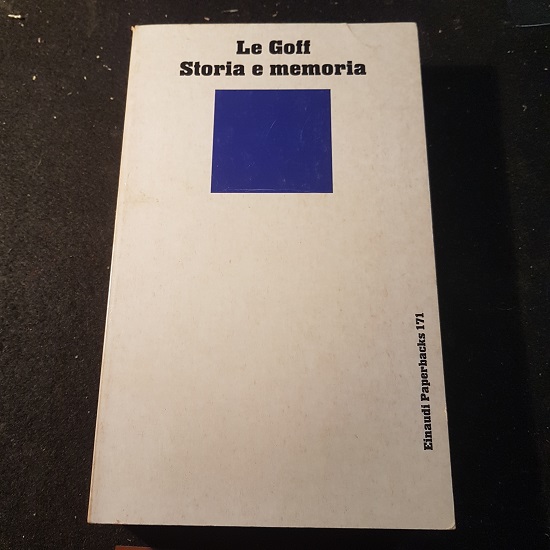 Le Goff
Storia e memoria
Einaudi Paperbacks 171